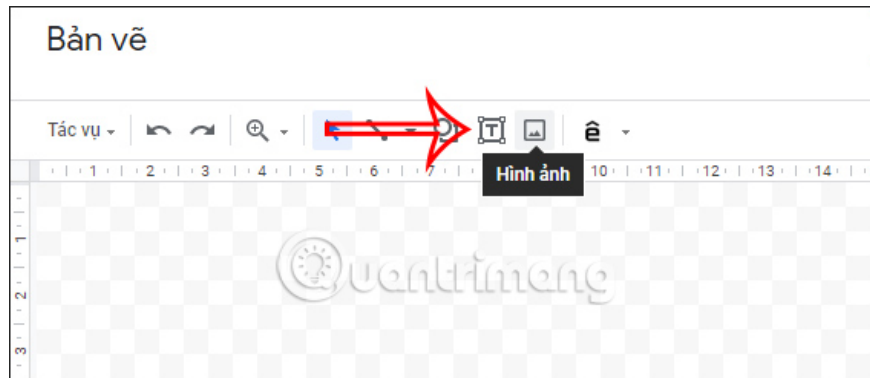 Bản vẽ
Tác vụ
T
ê
Hình ảnh
1 2 3 4 5 6 7 10 11 12 13 14
Quantrimang
1
2
3